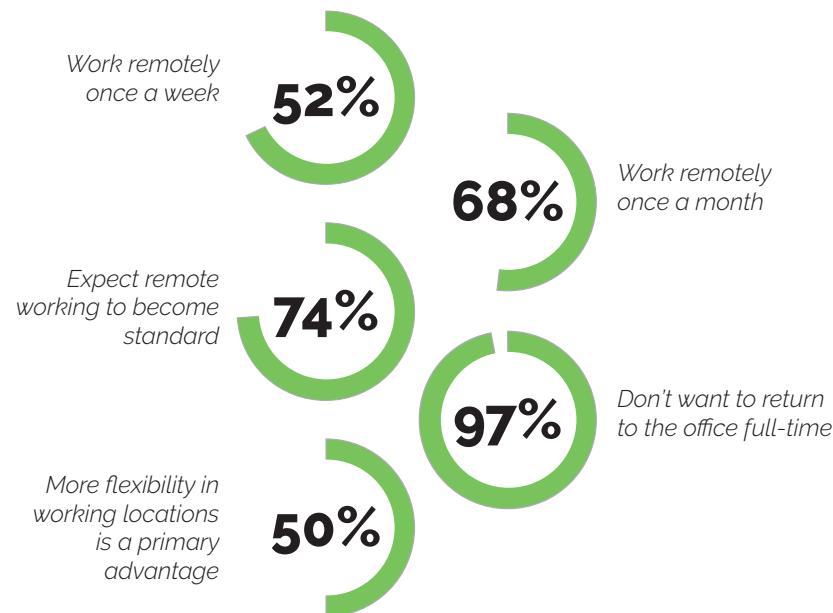 Work remotely
once a week
52%
68%
Work remotely
once a month
Expect remote
working to become
standard
74%
97%
Don't want to return
to the office full-time
More flexibility in
working locations
is a primary
advantage
50%